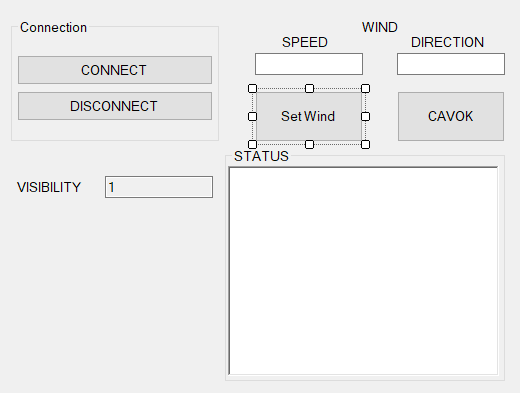 Connection
WIND
SPEED
DIRECTION
CONNECT
DISCONNECT
Set Wind
CAVOK
STATUS
VISIBILITY
1